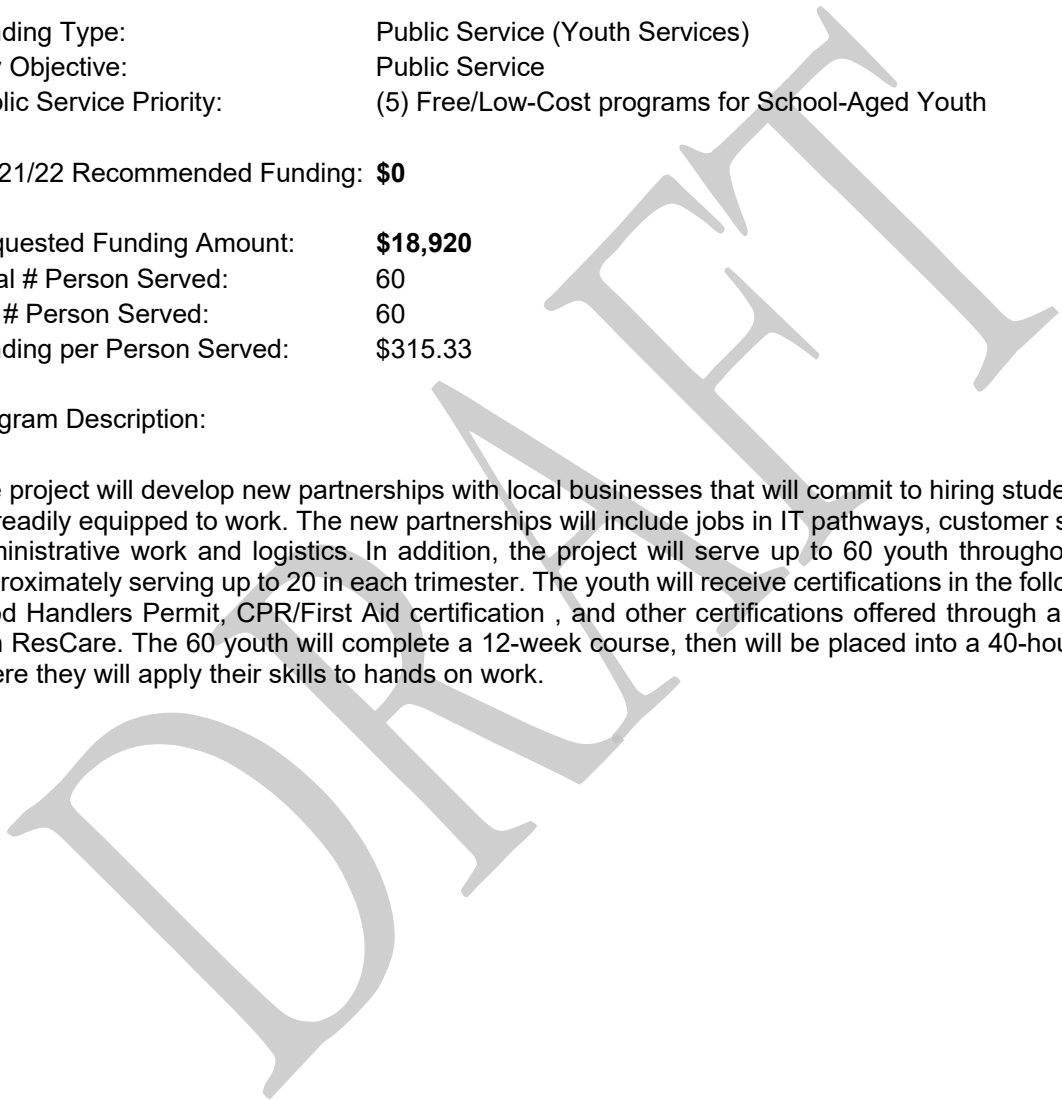 ding Type: Public Service (Youth Services)
Objective: Public Service
lic Service Priority: (5) Free/Low-Cost programs for School-Aged Youth
21/22 Recommended Funding: $0
quested Funding Amount: $18,920
al # Person Served: 60
# Person Served: 60
ding per Person Served: $315.33
gram Description:
project will develop new partnerships with local businesses that will commit to hiring stude
readily equipped to work. The new partnerships will include jobs in IT pathways, customer s
ministrative work and logistics. In addition, the project will serve up to 60 youth througho
roximately serving up to 20 in each trimester. The youth will receive certifications in the follo
d Handlers Permit, CPR/First Aid certification , and other certifications offered through a
ResCare. The 60 youth will complete a 12-week course, then will be placed into a 40-hou
ere they will apply their skills to hands on work.
DRAFT